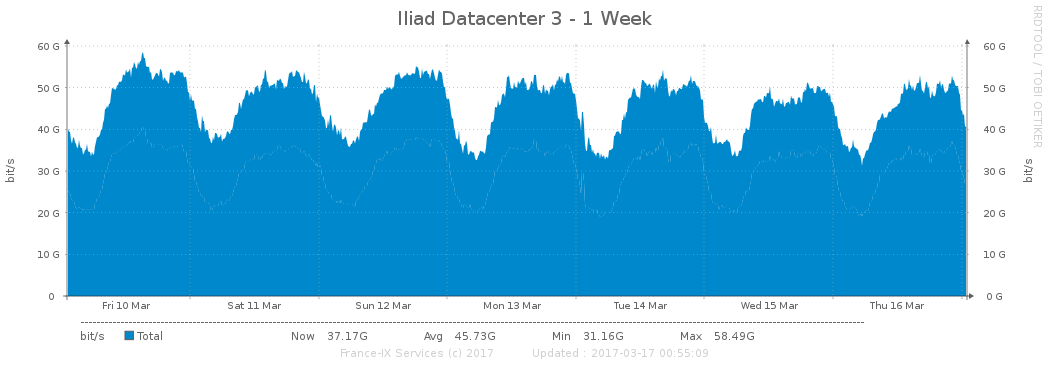 Iliad Datacenter 3 - 1 Week
RRDTOOL / TOBI OETIKER
60 G 60 G
50 G 50 G
40 G 40 G
30 G 30 G
20 G 20 G
10 G 10 G
0 0 G
bit/s bit/s
Fri 10 Mar Sat 11 Mar Sun 12 Mar Mon 13 Mar Tue 14 Mar Wed 15 Mar Thu 16 Mar
bit/s Total Now 37.17G Avg 45.73G Min 31.16G Max 58.49G
France-IX Services (c) 2017 Updated : 2017-03-17 00:55:09